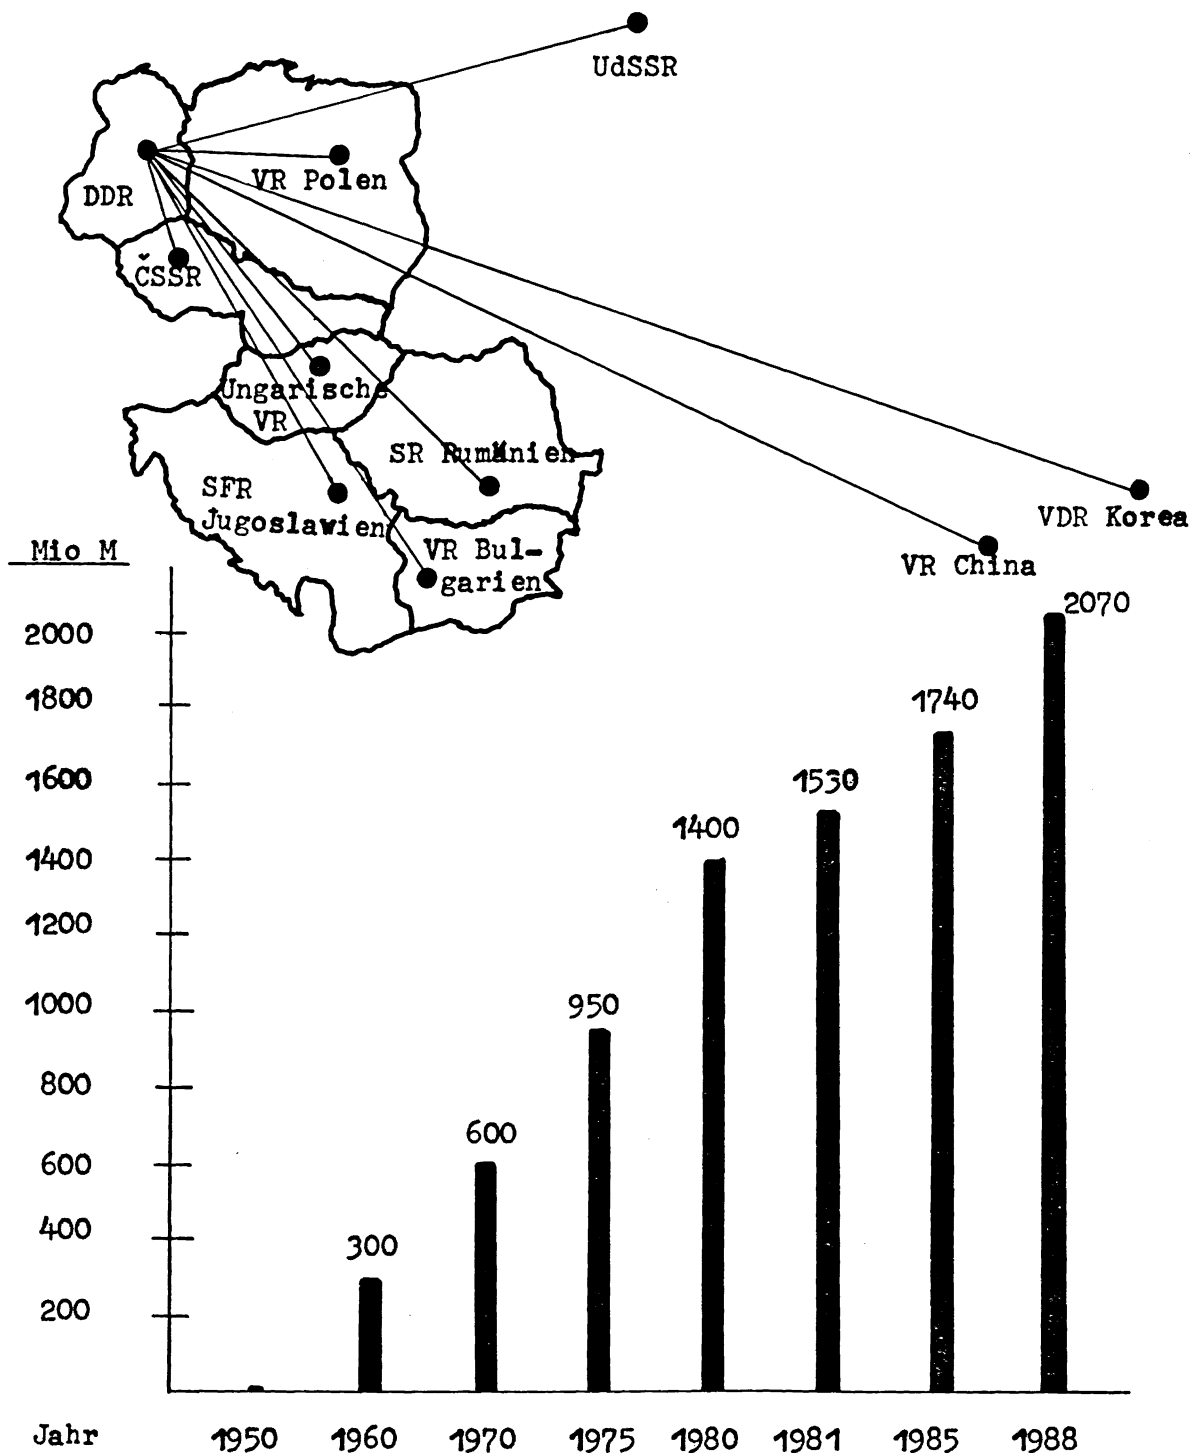 UdSSR
VR Polen
DDR
ČSSR
Ungarische
VR
SR Rumänien
SFR
Jugoslawien
VDR Korea
VR China
VR Bul-
garien
Mio M
2070
2000
1800
1740
1600
1530
1400
1400
1200
1000
950
800
600
600
400
300
200
Jahr 1950 1960 1970 1975 1980 1981 1985 1988